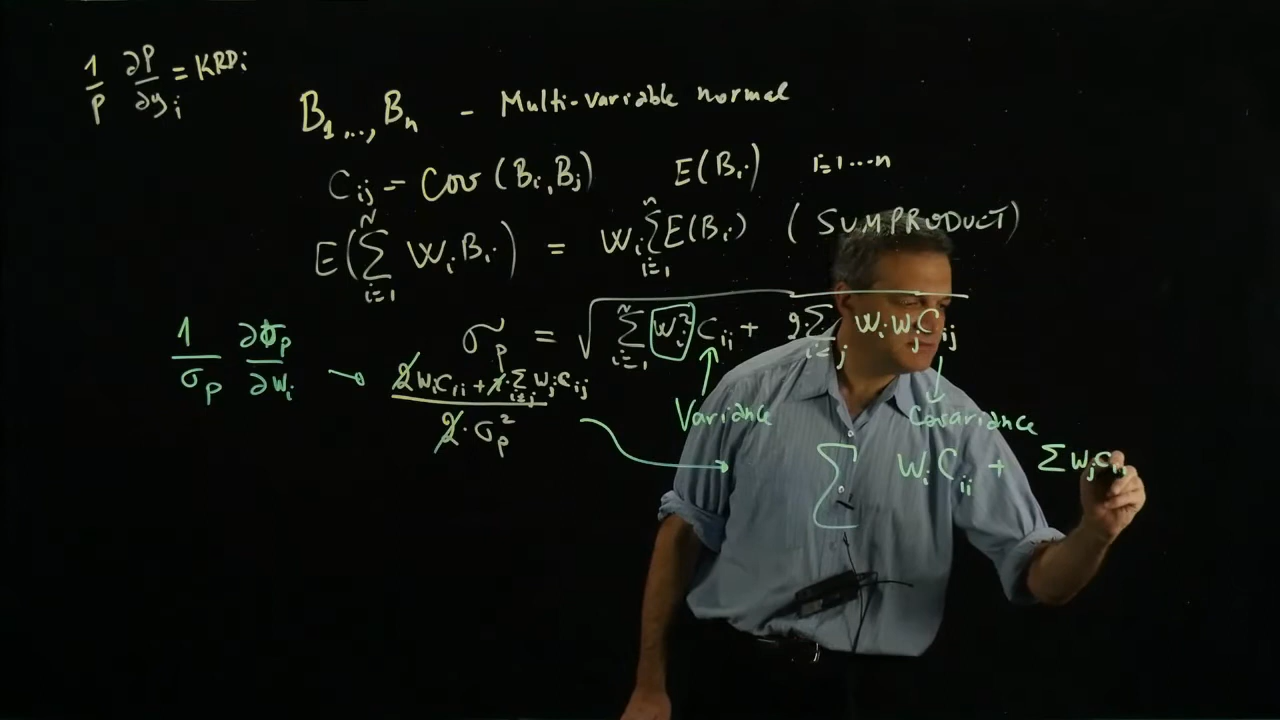 1/P ∂P/∂y_i = KRD_i
B_1,..., B_n - Multi-variable normal
C_ij = Cov (B_i, B_j) E(B_i) i=1...n
E(∑_{i=1}^{n} W_i B_i) = W_i ∑_{i=1}^{n} E(B_i) (SUMPRODUCT)
1/σ_p ∂σ_p/∂w_i → σ_p = √(∑_{i=1}^{n} W_i² C_ii + 2·∑_{i≥j} W_i W_j C_ij)
(2W_i C_ii + 2·∑_{i≥j} W_j C_ij) / (2·σ_p²)
Variance Covariance
∑_i W_i C_ii + ∑ W_j C